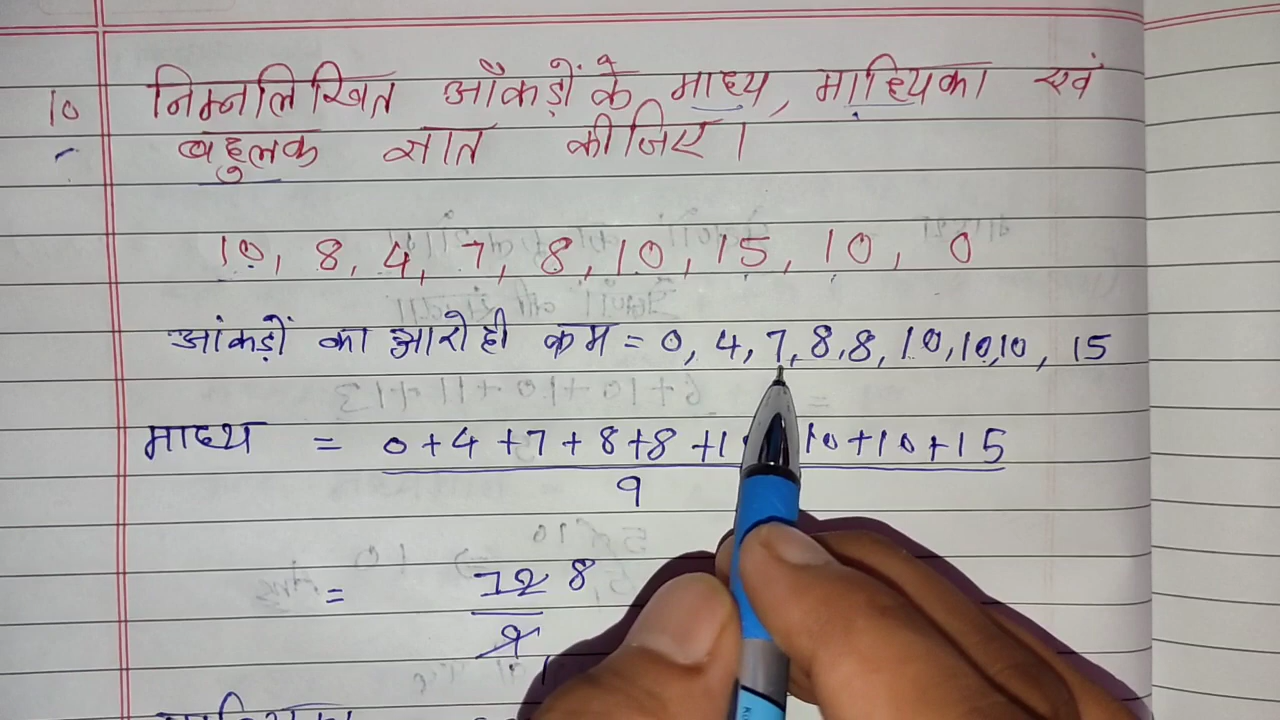 10 निम्नलिखित आँकड़ों के माध्य, माध्यिका एवं
बहुलक ज्ञात कीजिए।
10, 8, 4, 7, 8, 10, 15, 10, 0
आंकड़ों का आरोही क्रम = 0, 4, 7, 8, 8, 10, 10, 10, 15
माध्य = 0+4+7+8+8+1 10+10+15
9
= 72 8
9 1